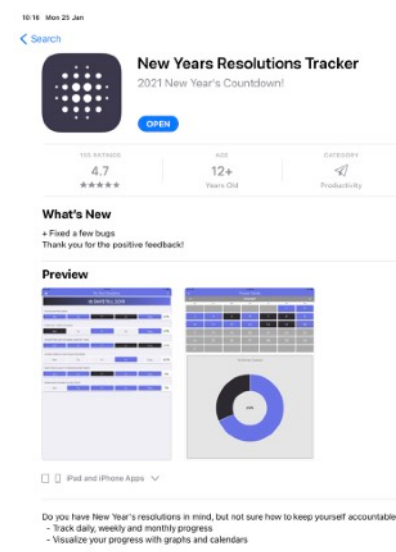 10:16 Mon 25 Jan
Search
New Years Resolutions Tracker
2021 New Year's Countdown!
OPEN
RATINGS
AGE
CATEGORY
4.7
12+
★★★★★
Years Old
Productivity
What's New
+ Fixed a few bugs
Thank you for the positive feedback!
Preview
iPad and iPhone Apps
Do you have New Year's resolutions in mind, but not sure how to keep yourself accountable
- Track daily, weekly and monthly progress
- Visualize your progress with graphs and calendars